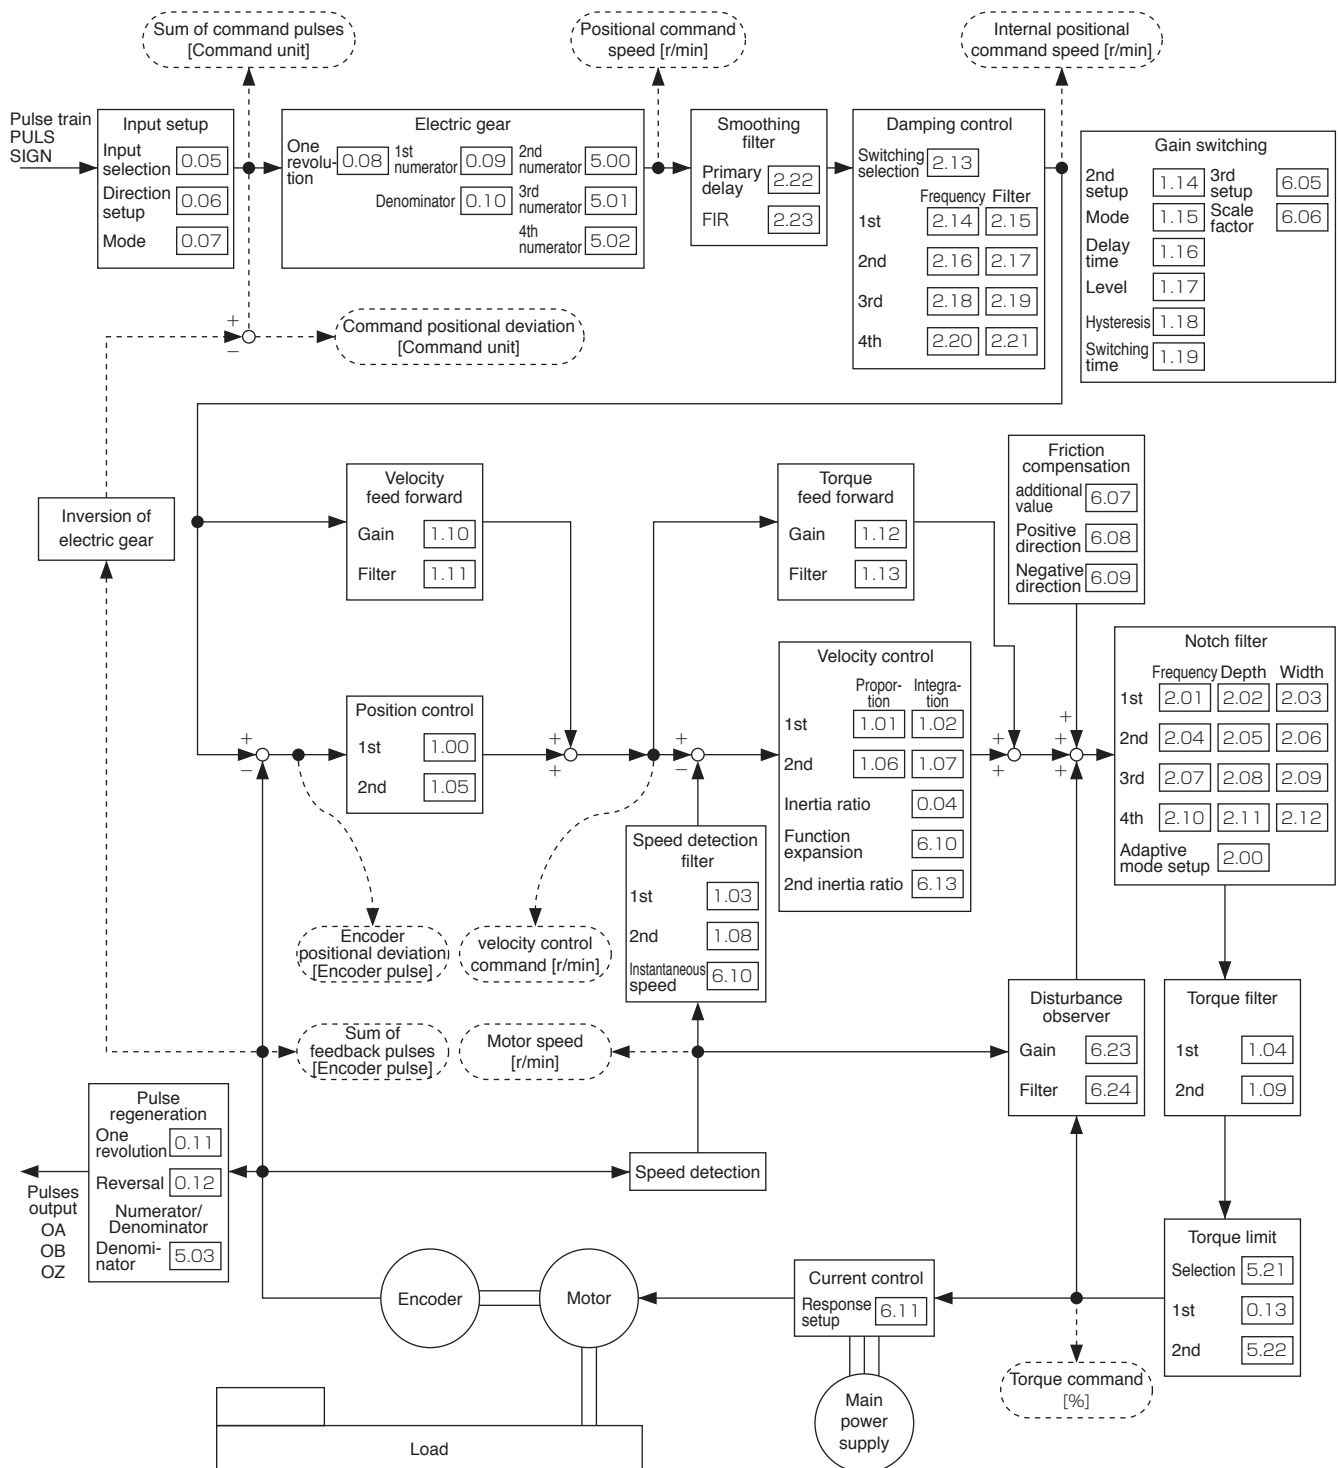 Sum of command pulses
[Command unit]
Positional command
speed [r/min]
Internal positional
command speed [r/min]
Pulse train
PULS
SIGN
Input setup
Input
selection 0.05
Direction
setup 0.06
Mode 0.07
Electric gear
One
revolu-
tion 0.08
1st
numerator 0.09
2nd
numerator 5.00
Denominator 0.10
3rd
numerator 5.01
4th
numerator 5.02
Smoothing
filter
Primary
delay 2.22
FIR 2.23
Damping control
Switching
selection 2.13
Frequency Filter
1st 2.14 2.15
2nd 2.16 2.17
3rd 2.18 2.19
4th 2.20 2.21
Gain switching
2nd
setup 1.14
3rd
setup 6.05
Mode 1.15
Scale
factor 6.06
Delay
time 1.16
Level 1.17
Hysteresis 1.18
Switching
time 1.19
+
−
Command positional deviation
[Command unit]
Inversion of
electric gear
Velocity
feed forward
Gain 1.10
Filter 1.11
Torque
feed forward
Gain 1.12
Filter 1.13
Friction
compensation
additional
value 6.07
Positive
direction 6.08
Negative
direction 6.09
+
−
Position control
1st 1.00
2nd 1.05
+
+
+
−
Velocity control
Propor-
tion
Integra-
tion
1st 1.01 1.02
2nd 1.06 1.07
Inertia ratio 0.04
Function
expansion 6.10
2nd inertia ratio 6.13
+
+
+
+
+
Notch filter
Frequency Depth Width
1st 2.01 2.02 2.03
2nd 2.04 2.05 2.06
3rd 2.07 2.08 2.09
4th 2.10 2.11 2.12
Adaptive
mode setup 2.00
Speed detection
filter
1st 1.03
2nd 1.08
Instantaneous
speed 6.10
Encoder
positional deviation
[Encoder pulse]
velocity control
command [r/min]
Sum of
feedback pulses
[Encoder pulse]
Motor speed
[r/min]
Disturbance
observer
Gain 6.23
Filter 6.24
Torque filter
1st 1.04
2nd 1.09
Pulse
regeneration
One
revolution 0.11
Reversal 0.12
Numerator/
Denominator
Denomi-
nator 5.03
Pulses
output
OA
OB
OZ
Speed detection
Torque limit
Selection 5.21
1st 0.13
2nd 5.22
Encoder
Motor
Current control
Response
setup 6.11
Torque command
[%]
Main
power
supply
Load